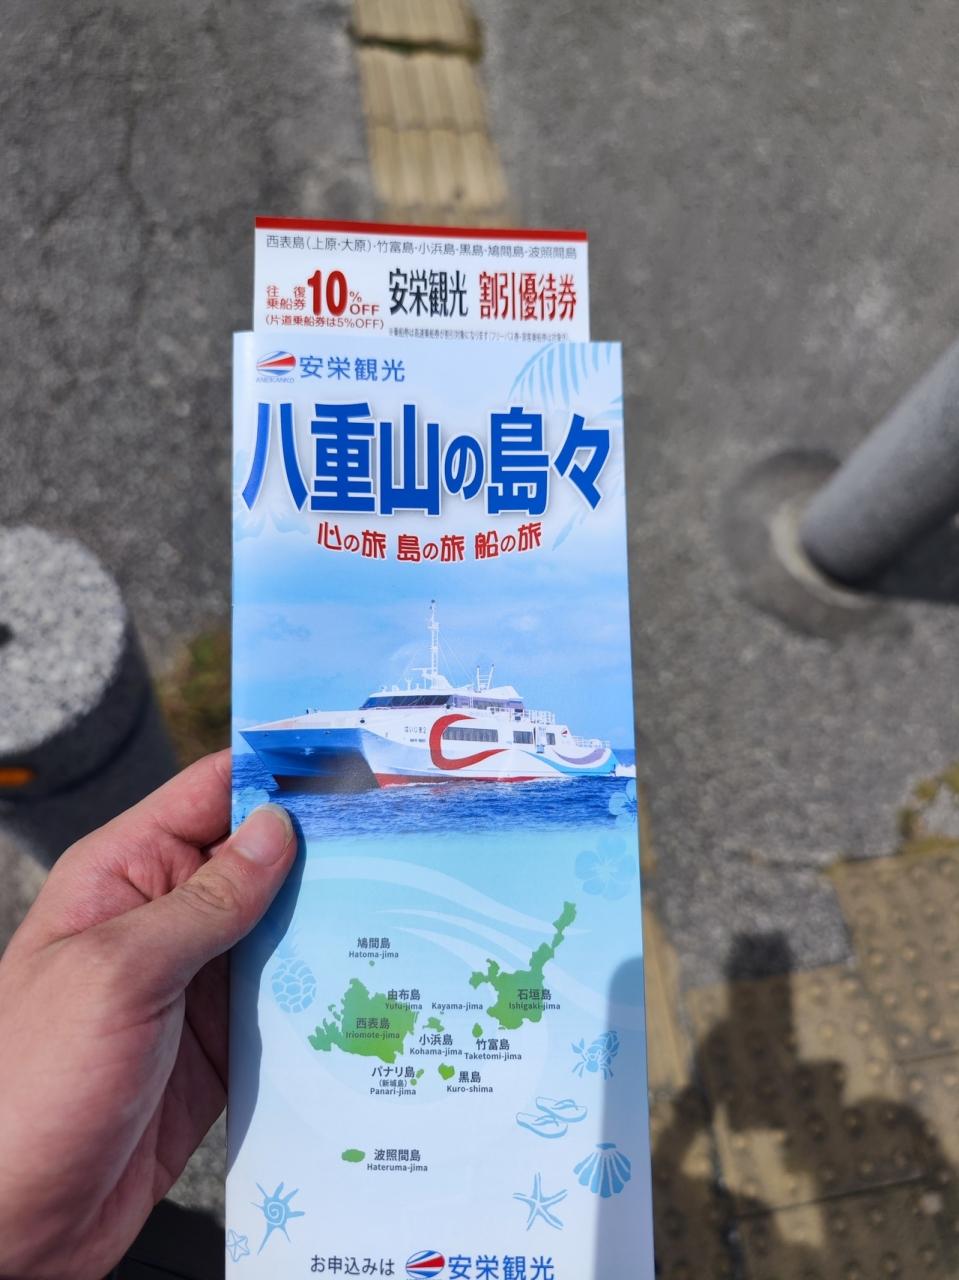 西表島(上原·大原)·竹富島·小浜島·黒島·鳩間島·波照間島
往復
乗船券
10%OFF
(片道乗船券は5%OFF)
安栄観光 割引優待券
ANEIKANKO
安栄観光
八重山の島々
心の旅 島の旅 船の旅
鳩間島
Hatoma-jima
由布島
Yufu-jima
Kayama-jima
石垣島
Ishigaki-jima
西表島
Iriomote-jima
小浜島
Kohama-jima
竹富島
Taketomi-jima
パナリ島
(新城島)
Panari-jima
黒島
Kuro-shima
波照間島
Hateruma-jima
お申込みは 安栄観光